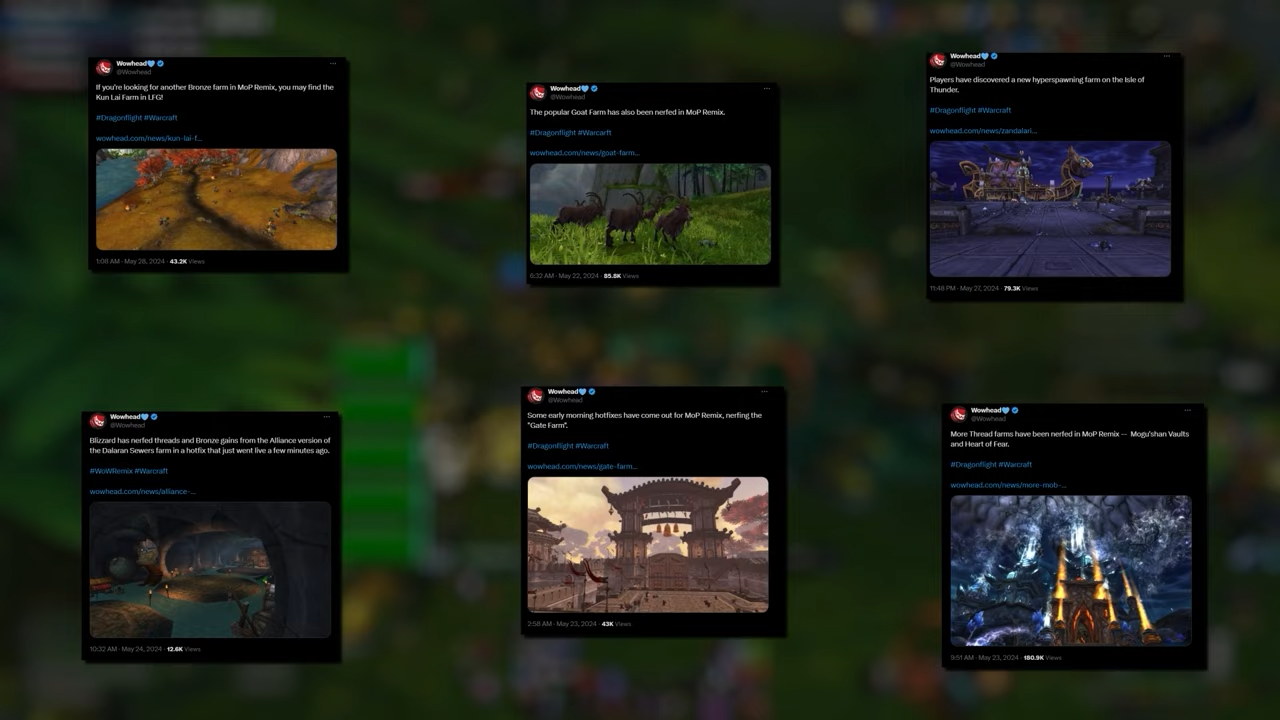 Wowhead
@Wowhead
If you're looking for another Bronze farm in MoP Remix, you may find the
Kun Lai Farm in LFG!
#Dragonflight #Warcraft
wowhead.com/news/kun-lai-f...
1:08 AM · May 28, 2024 · 43.2K Views
Wowhead
@Wowhead
The popular Goat Farm has also been nerfed in MoP Remix.
#Dragonflight #Warcarft
wowhead.com/news/goat-farm...
6:32 AM · May 22, 2024 · 85.8K Views
Wowhead
@Wowhead
Players have discovered a new hyperspawning farm on the Isle of
Thunder.
#Dragonflight #Warcraft
wowhead.com/news/zandalari...
11:48 PM · May 27, 2024 · 79.3K Views
Wowhead
@Wowhead
Blizzard has nerfed threads and Bronze gains from the Alliance version of
the Dalaran Sewers farm in a hotfix that just went live a few minutes ago.
#WoWRemix #Warcraft
wowhead.com/news/alliance-...
10:32 AM · May 24, 2024 · 12.6K Views
Wowhead
@Wowhead
Some early morning hotfixes have come out for MoP Remix, nerfing the
"Gate Farm".
#Dragonflight #Warcraft
wowhead.com/news/gate-farm...
2:58 AM · May 23, 2024 · 43K Views
Wowhead
@Wowhead
More Thread farms have been nerfed in MoP Remix -- Mogu'shan Vaults
and Heart of Fear.
#Dragonflight #Warcraft
wowhead.com/news/more-mob-...
9:51 AM · May 23, 2024 · 180.9K Views